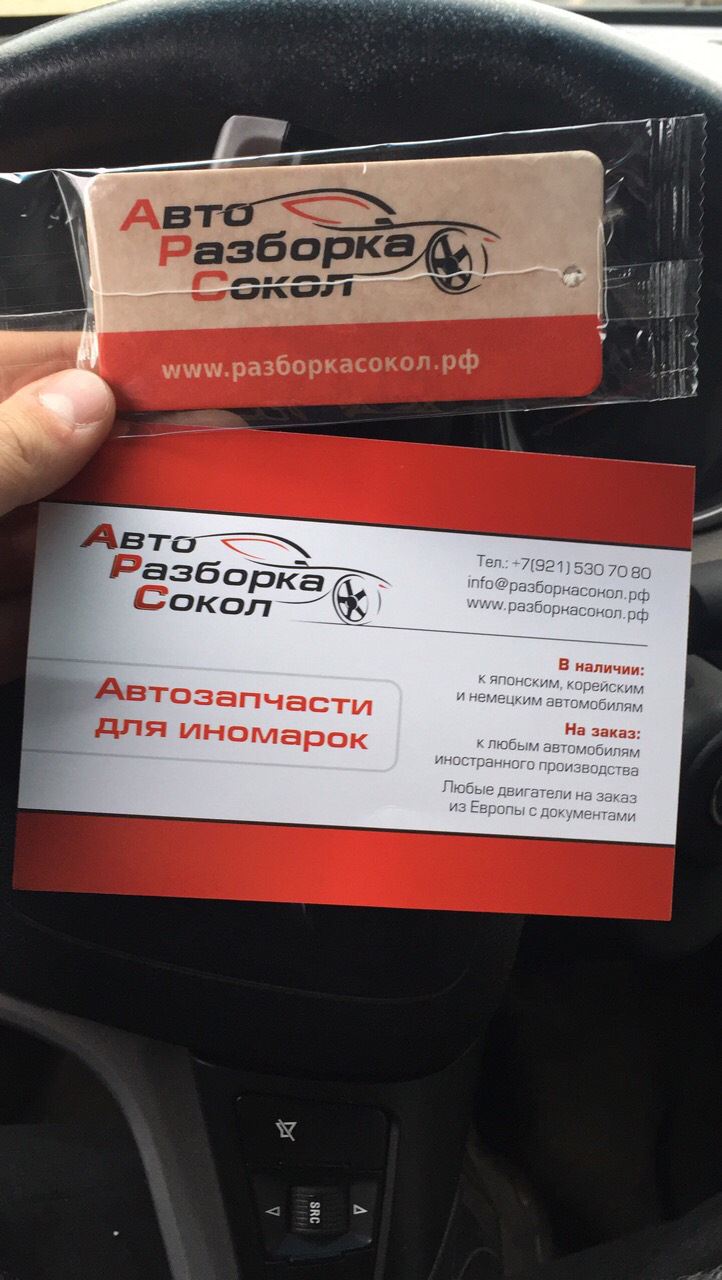 Авто
Разборка
Сокол
www.разборкасокол.рф
Авто
Разборка
Сокол
Тел.: +7(921) 530 70 80
info@разборкасокол.рф
www.разборкасокол.рф
Автозапчасти
для иномарок
В наличии:
к японским, корейским
и немецким автомобилям
На заказ:
к любым автомобилям
иностранного производства
Любые двигатели на заказ
из Европы с документами
SRC